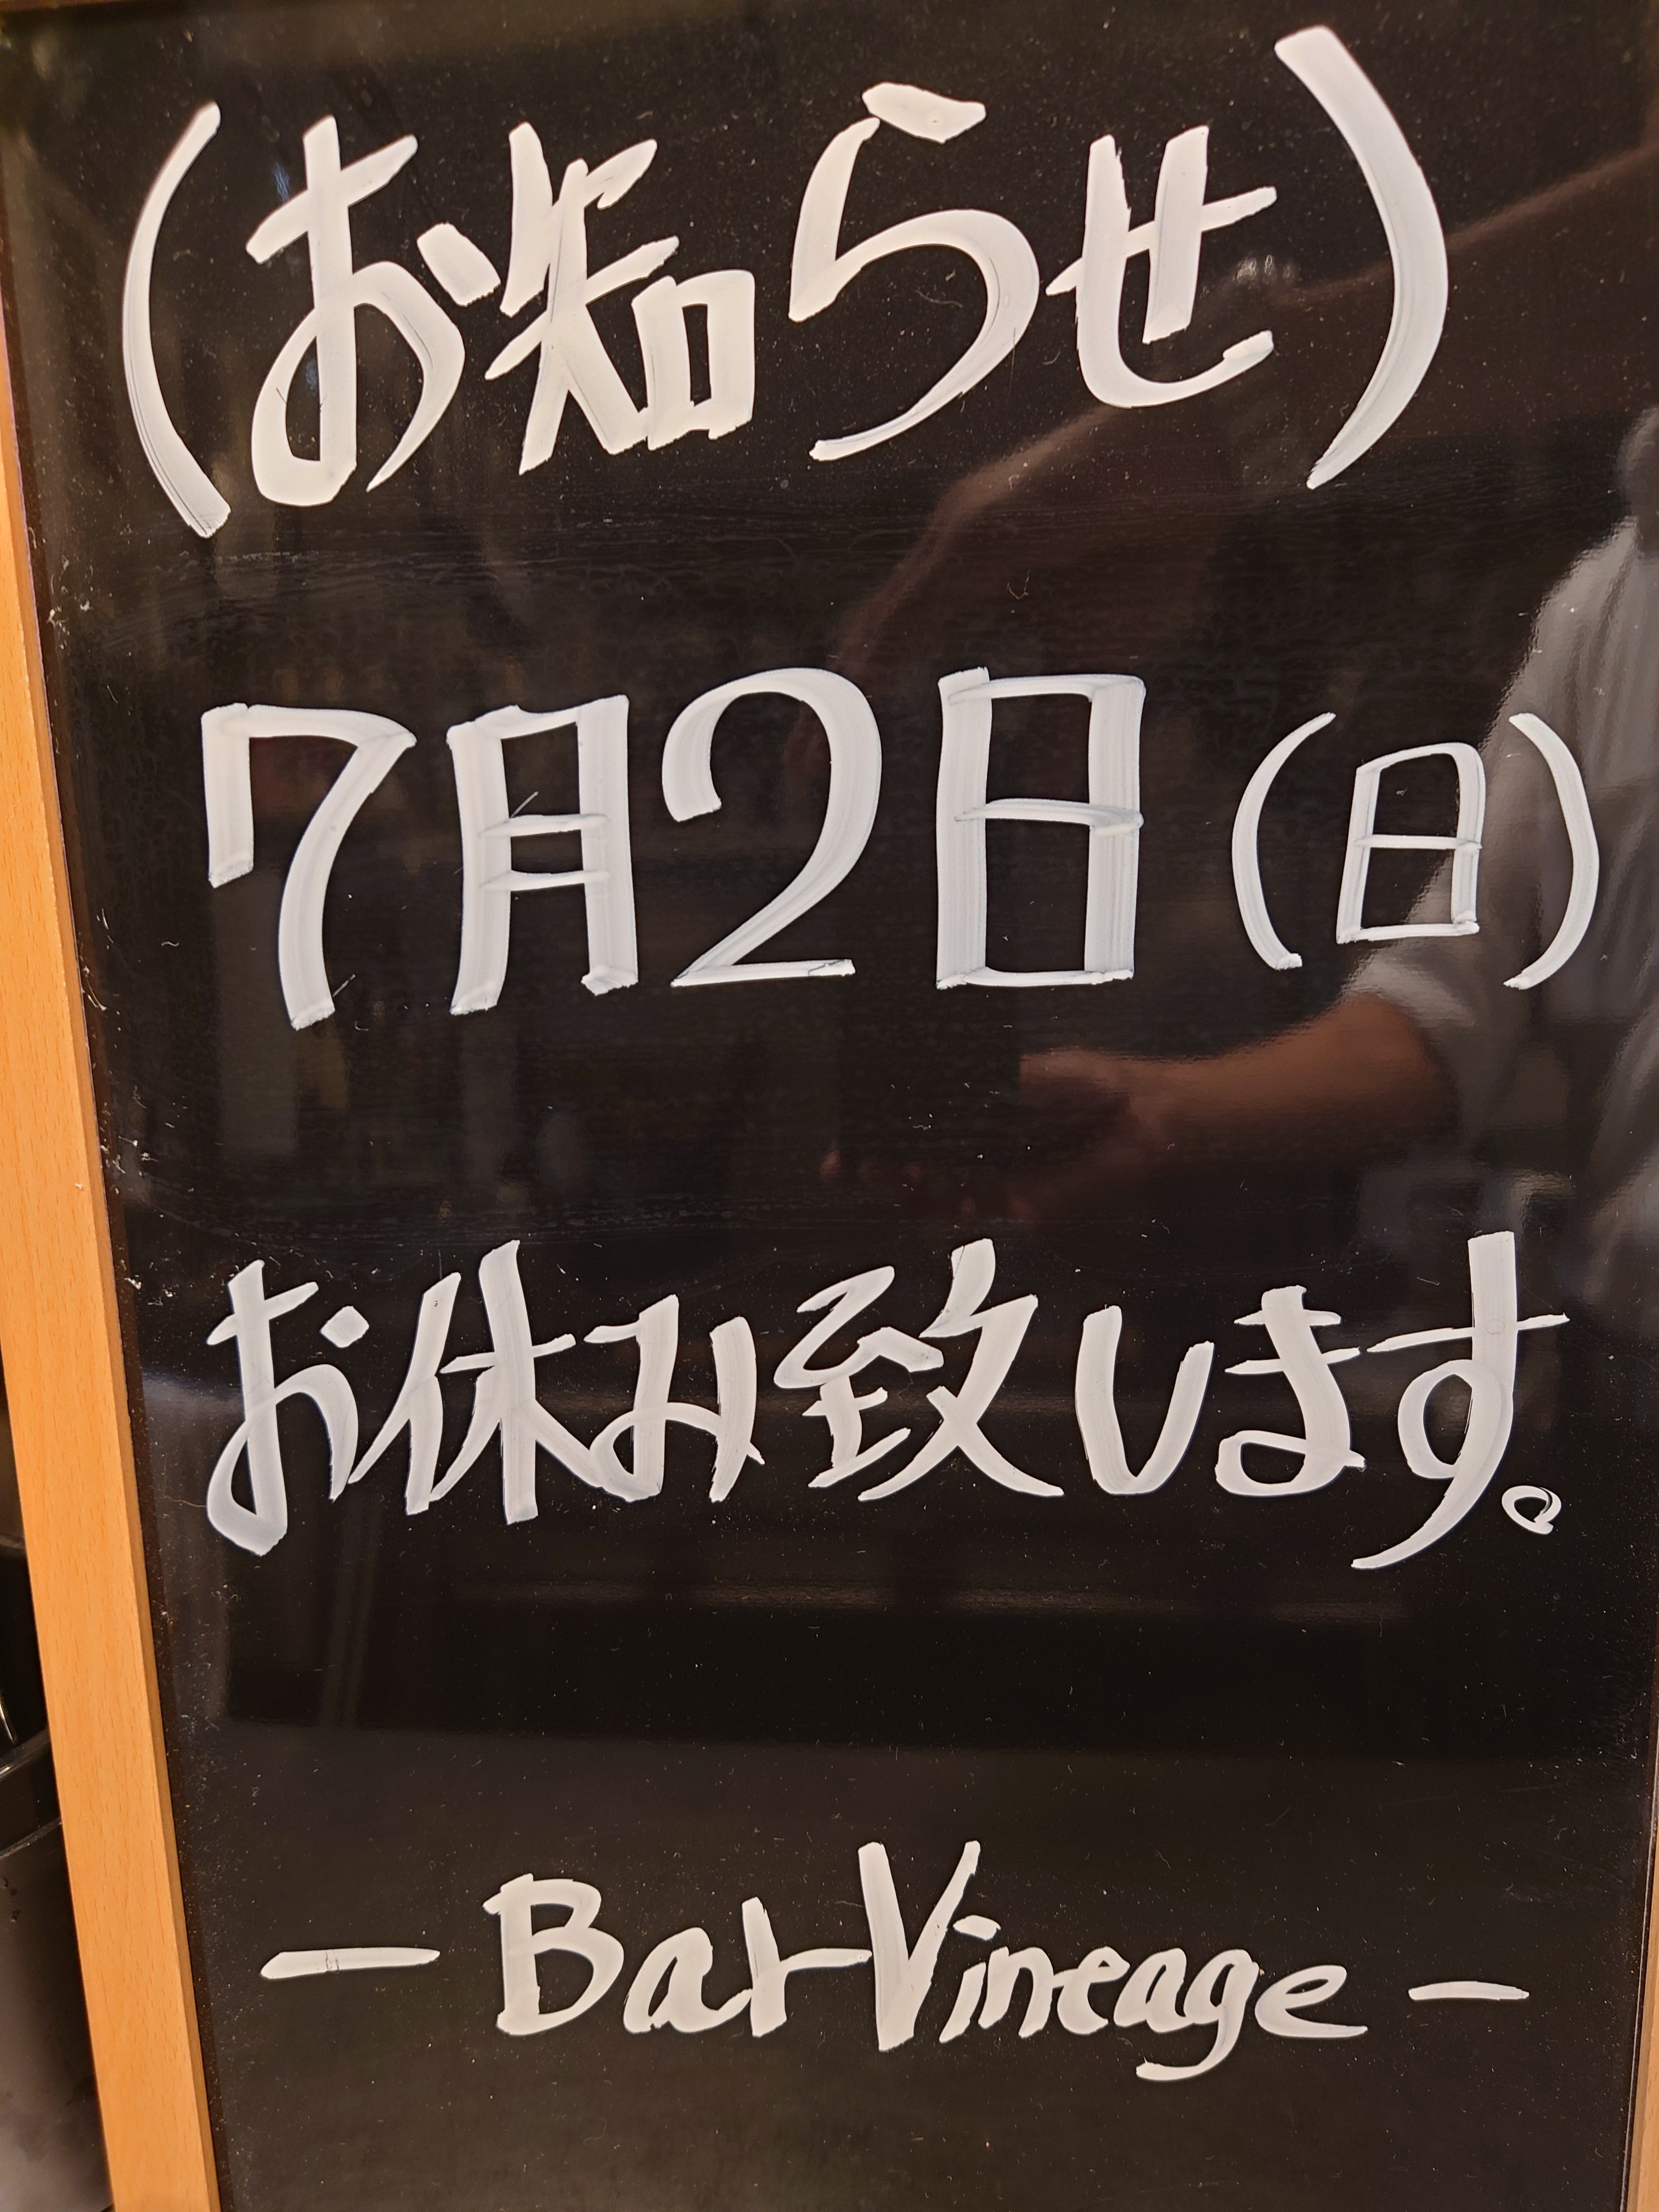 (お知らせ)
7月2日(日)
お休み致します。
— Bar Vineage —